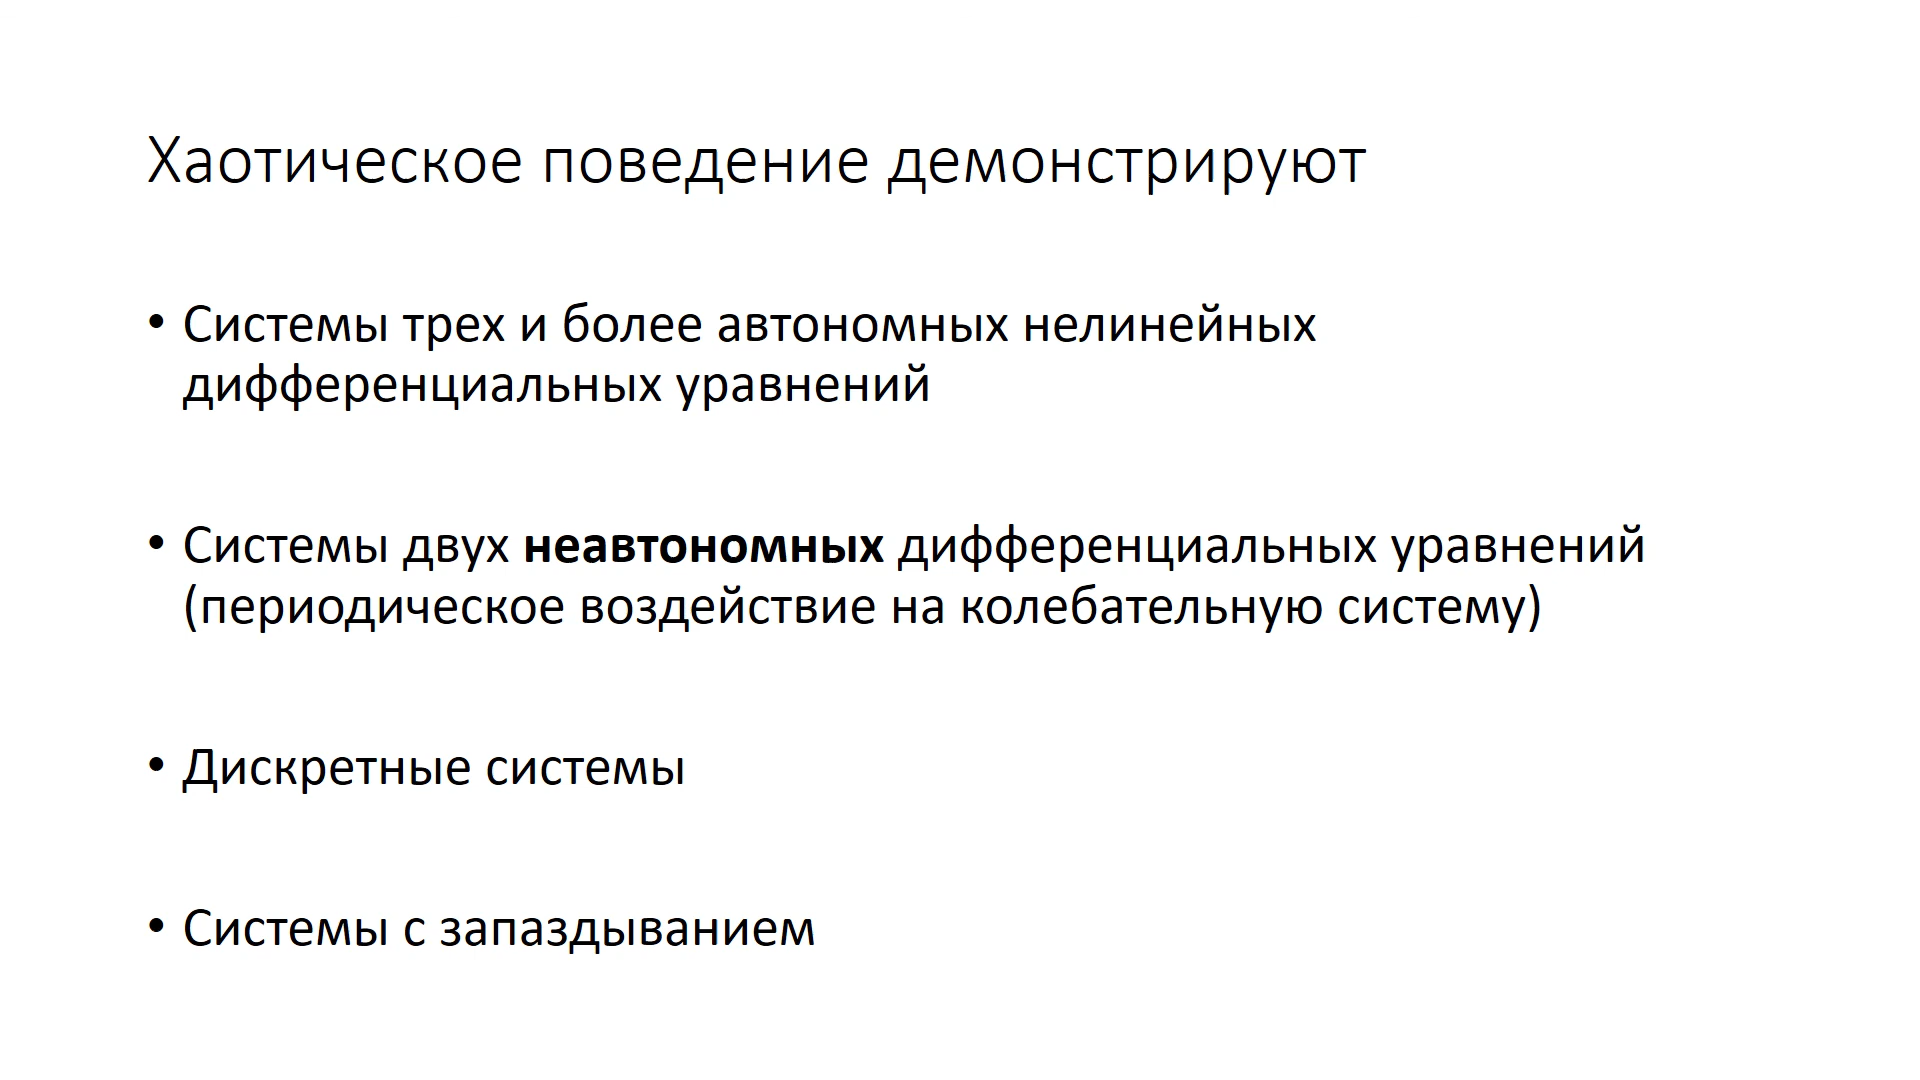 Хаотическое поведение демонстрируют
• Системы трех и более автономных нелинейных
дифференциальных уравнений
• Системы двух неавтономных дифференциальных уравнений
(периодическое воздействие на колебательную систему)
• Дискретные системы
• Системы с запаздыванием